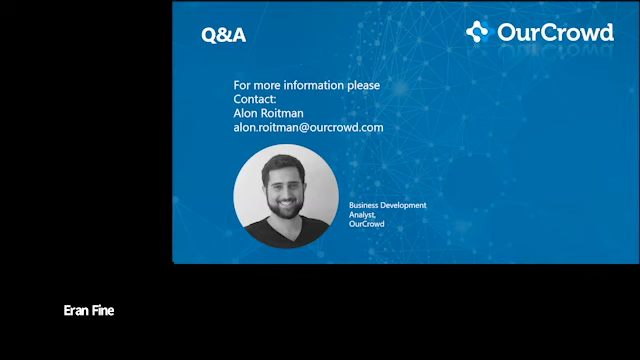 Q&A
OurCrowd
For more information please
Contact:
Alon Roitman
alon.roitman@ourcrowd.com
Business Development
Analyst,
OurCrowd
Eran Fine